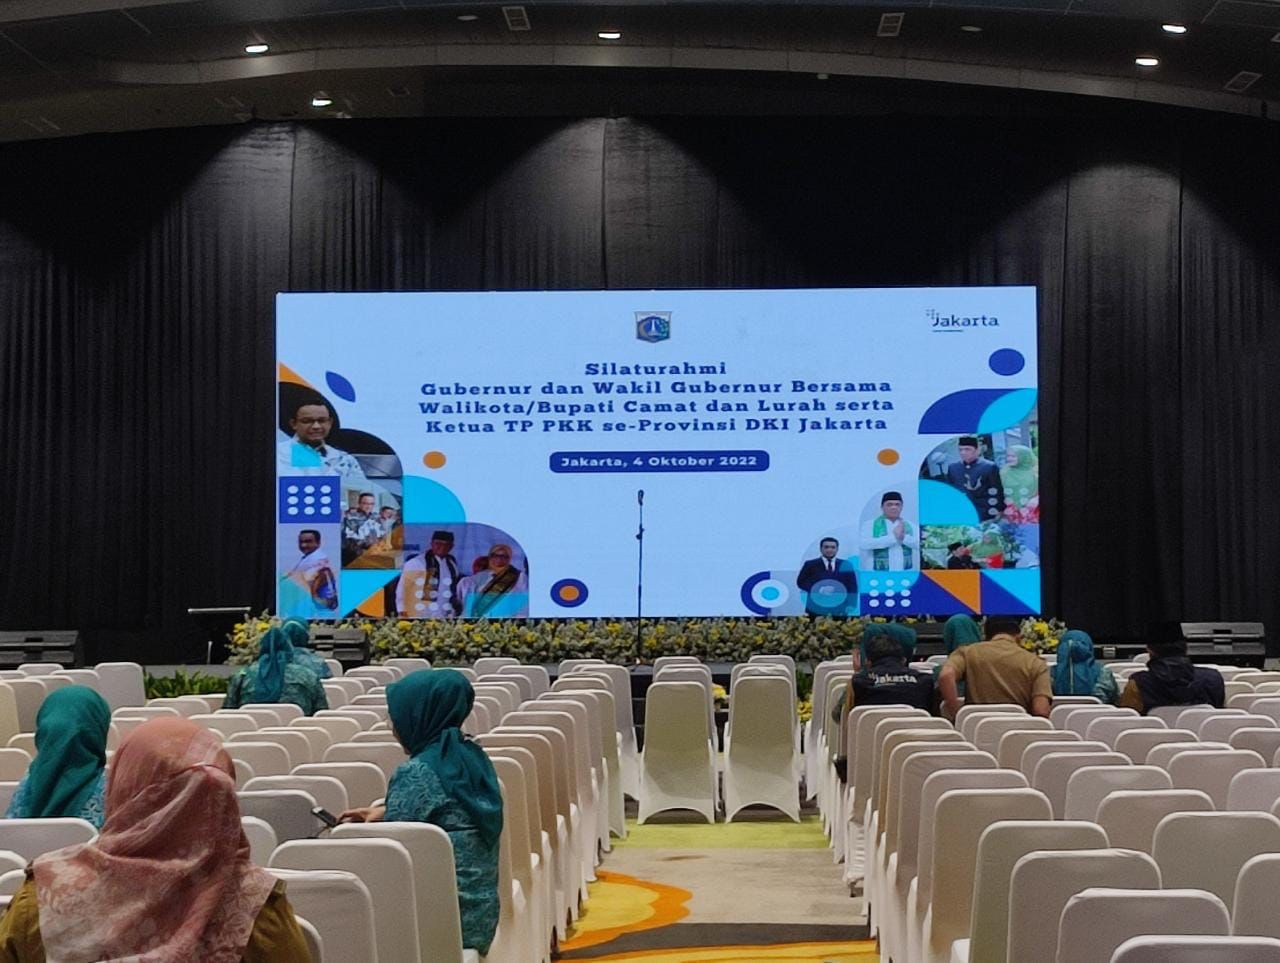 Jakarta
Silaturahmi
Gubernur dan Wakil Gubernur Bersama
Walikota/Bupati Camat dan Lurah serta
Ketua TP PKK se-Provinsi DKI Jakarta
Jakarta, 4 Oktober 2022
Jakarta